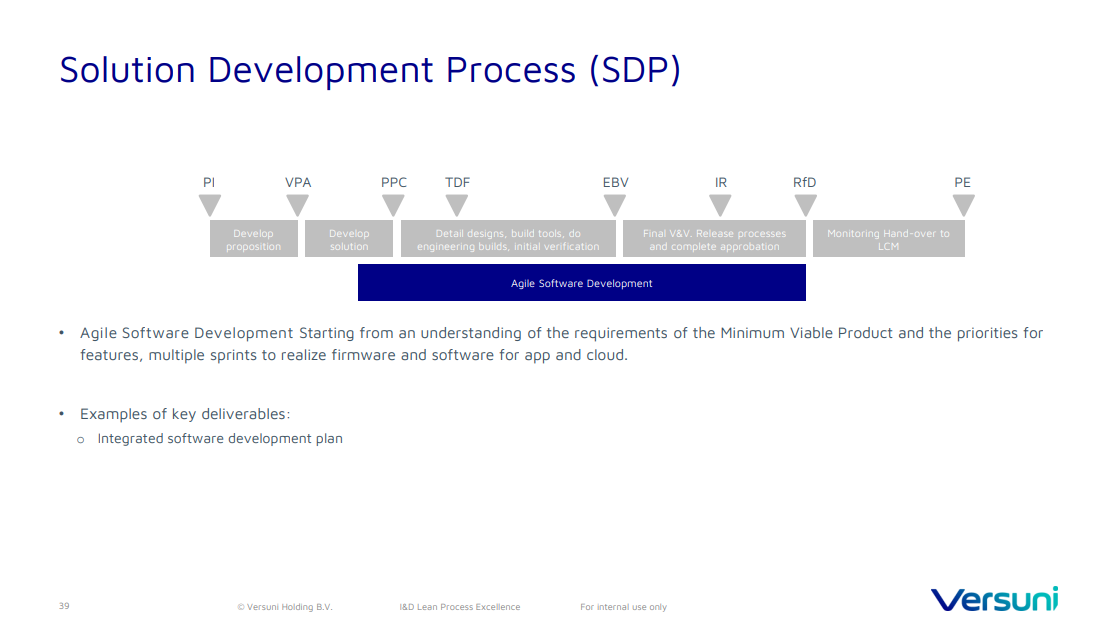 Solution Development Process (SDP)
PI VPA PPC TDF EBV IR RfD PE
Develop
proposition
Develop
solution
Detail designs, build tools, do
engineering builds, initial verification
Final V&V. Release processes
and complete approbation
Monitoring Hand-over to
LCM
Agile Software Development
• Agile Software Development Starting from an understanding of the requirements of the Minimum Viable Product and the priorities for
features, multiple sprints to realize firmware and software for app and cloud.
• Examples of key deliverables:
o Integrated software development plan
39 © Versuni Holding B.V. I&D Lean Process Excellence For internal use only
Versuni